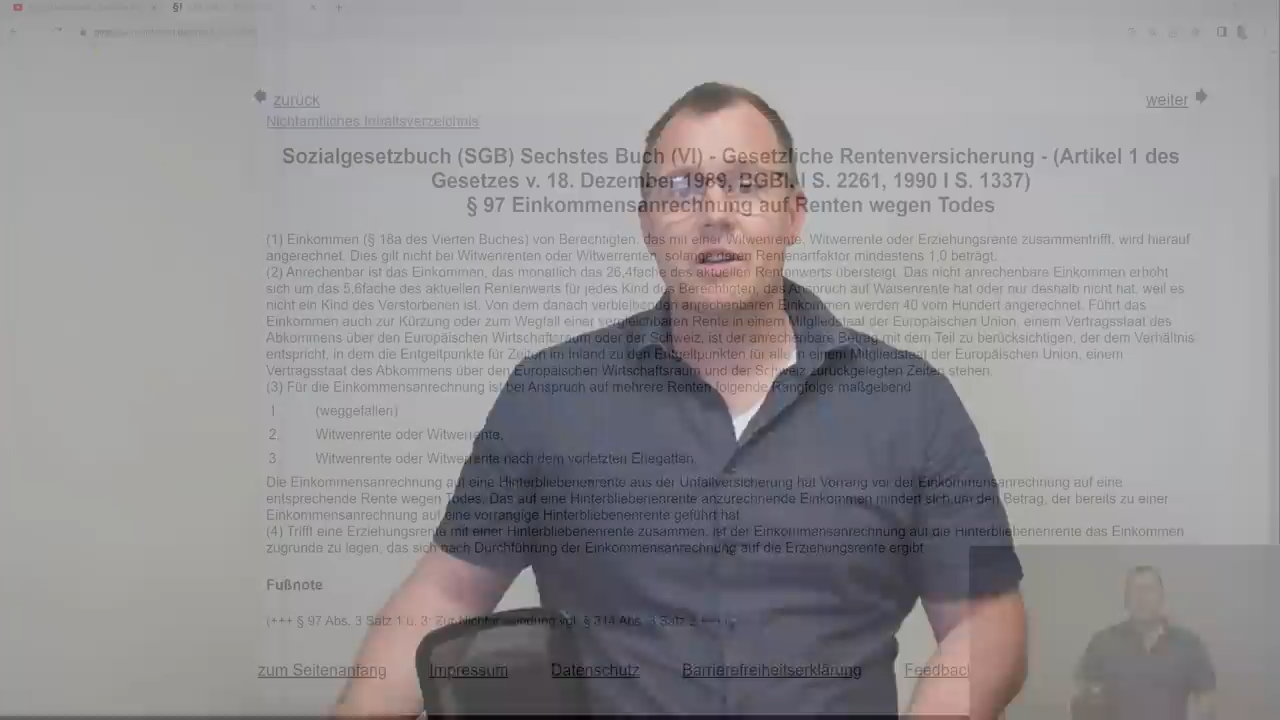 zurück
weiter
Nichtamtliches Inhaltsverzeichnis
Sozialgesetzbuch (SGB) Sechstes Buch (VI) - Gesetzliche Rentenversicherung - (Artikel 1 des
Gesetzes v. 18. Dezember 1989, BGBl. I S. 2261, 1990 I S. 1337)
§ 97 Einkommensanrechnung auf Renten wegen Todes
(1) Einkommen (§ 18a des Vierten Buches) von Berechtigten, das mit einer Witwenrente, Witwerrente oder Erziehungsrente zusammentrifft, wird hierauf
angerechnet. Dies gilt nicht bei Witwenrenten oder Witwerrenten, solange deren Rentenartfaktor mindestens 1,0 beträgt.
(2) Anrechenbar ist das Einkommen, das monatlich das 26,4fache des aktuellen Rentenwerts übersteigt. Das nicht anrechenbare Einkommen erhöht
sich um das 5,6fache des aktuellen Rentenwerts für jedes Kind des Berechtigten, das Anspruch auf Waisenrente hat oder nur deshalb nicht hat, weil es
nicht ein Kind des Verstorbenen ist. Von dem danach verbleibenden anrechenbaren Einkommen werden 40 vom Hundert angerechnet. Führt das
Einkommen auch zur Kürzung oder zum Wegfall einer vergleichbaren Rente in einem Mitgliedstaat der Europäischen Union, einem Vertragsstaat des
Abkommens über den Europäischen Wirtschaftsraum oder der Schweiz, ist der anrechenbare Betrag mit dem Teil zu berücksichtigen, der dem Verhältnis
entspricht, in dem die Entgeltpunkte für Zeiten im Inland zu den Entgeltpunkten für alle in einem Mitgliedstaat der Europäischen Union, einem
Vertragsstaat des Abkommens über den Europäischen Wirtschaftsraum und der Schweiz zurückgelegten Zeiten stehen.
(3) Für die Einkommensanrechnung ist bei Anspruch auf mehrere Renten folgende Rangfolge maßgebend
1. (weggefallen)
2. Witwenrente oder Witwerrente,
3. Witwenrente oder Witwerrente nach dem vorletzten Ehegatten.
Die Einkommensanrechnung auf eine Hinterbliebenenrente aus der Unfallversicherung hat Vorrang vor der Einkommensanrechnung auf eine
entsprechende Rente wegen Todes. Das auf eine Hinterbliebenenrente anzurechnende Einkommen mindert sich um den Betrag, der bereits zu einer
Einkommensanrechnung auf eine vorrangige Hinterbliebenenrente geführt hat
(4) Trifft eine Erziehungsrente mit einer Hinterbliebenenrente zusammen, ist der Einkommensanrechnung auf die Hinterbliebenenrente das Einkommen
zugrunde zu legen, das sich nach Durchführung der Einkommensanrechnung auf die Erziehungsrente ergibt
Fußnote
(+++ § 97 Abs. 3 Satz 1 u. 3: Zur Nichtanwendung vgl. § 314 Abs. 3 Satz 2 +++)
zum Seitenanfang Impressum Datenschutz Barrierefreiheitserklärung Feedbac